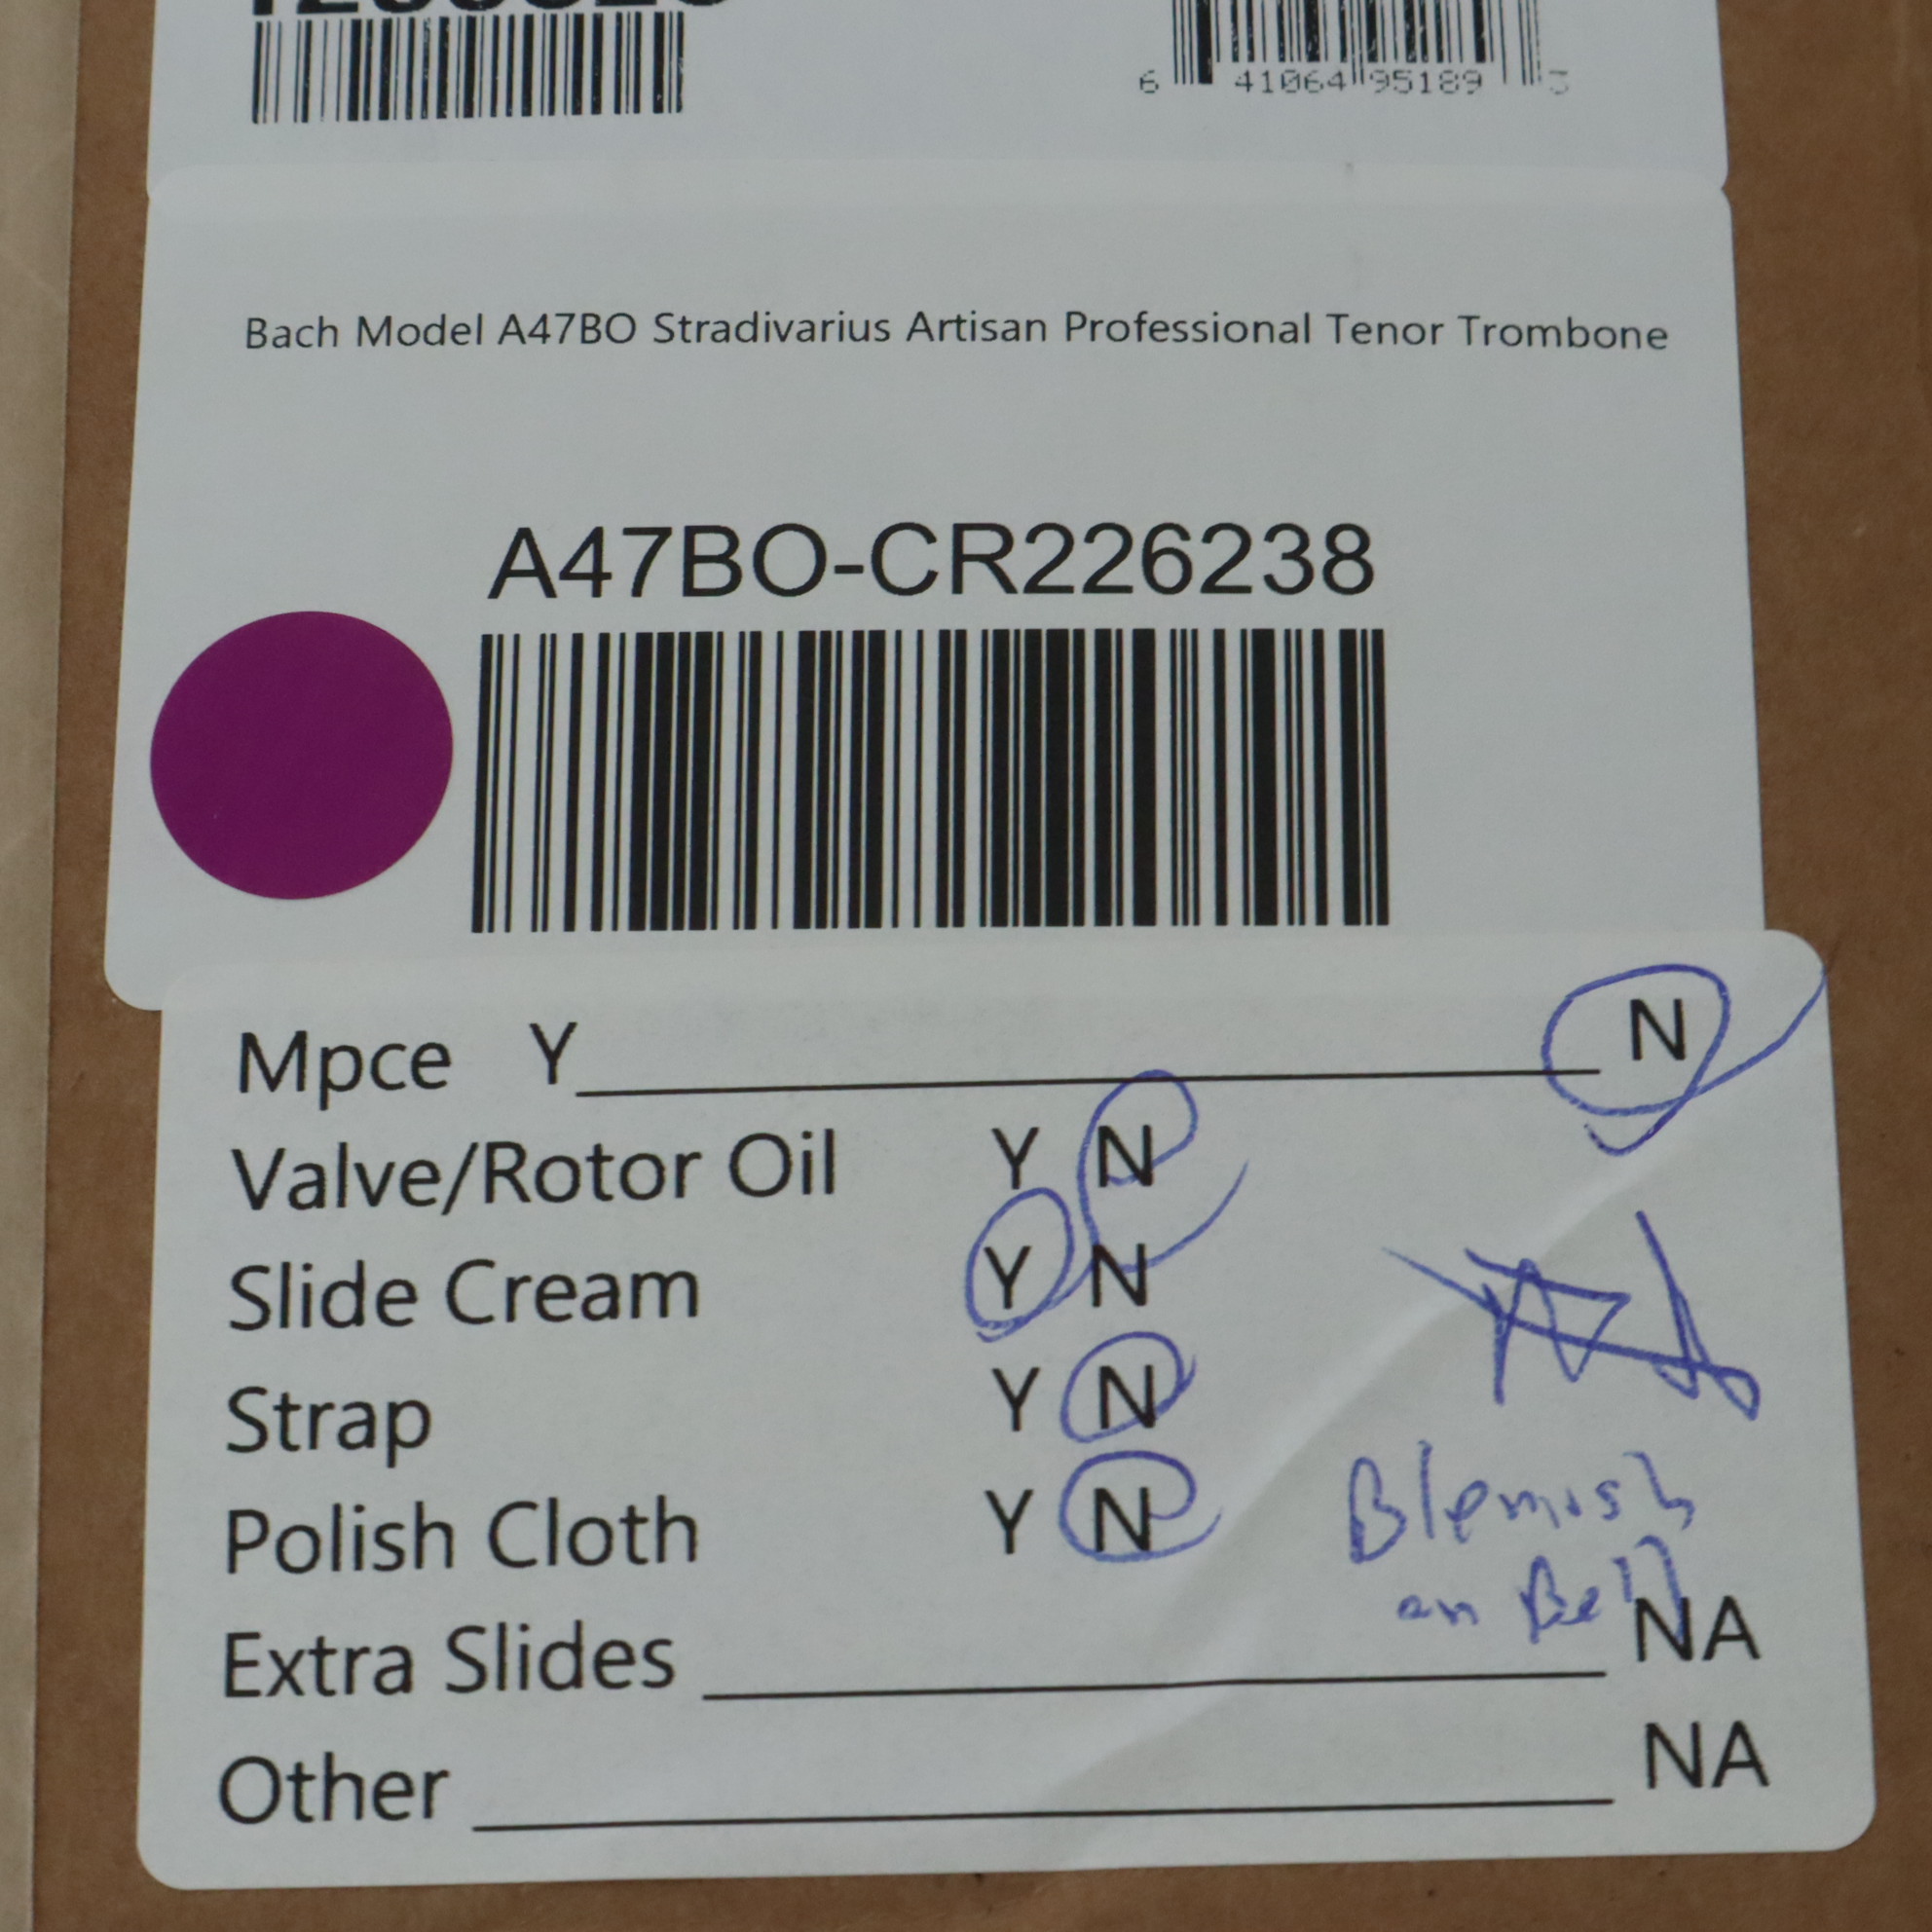 6 41064 95189 3
Bach Model A47BO Stradivarius Artisan Professional Tenor Trombone
A47BO-CR226238
Mpce Y N
Valve/Rotor Oil Y N
Slide Cream Y N
Strap Y N
Polish Cloth Y N
Blemish
on Bell
Extra Slides NA
Other NA